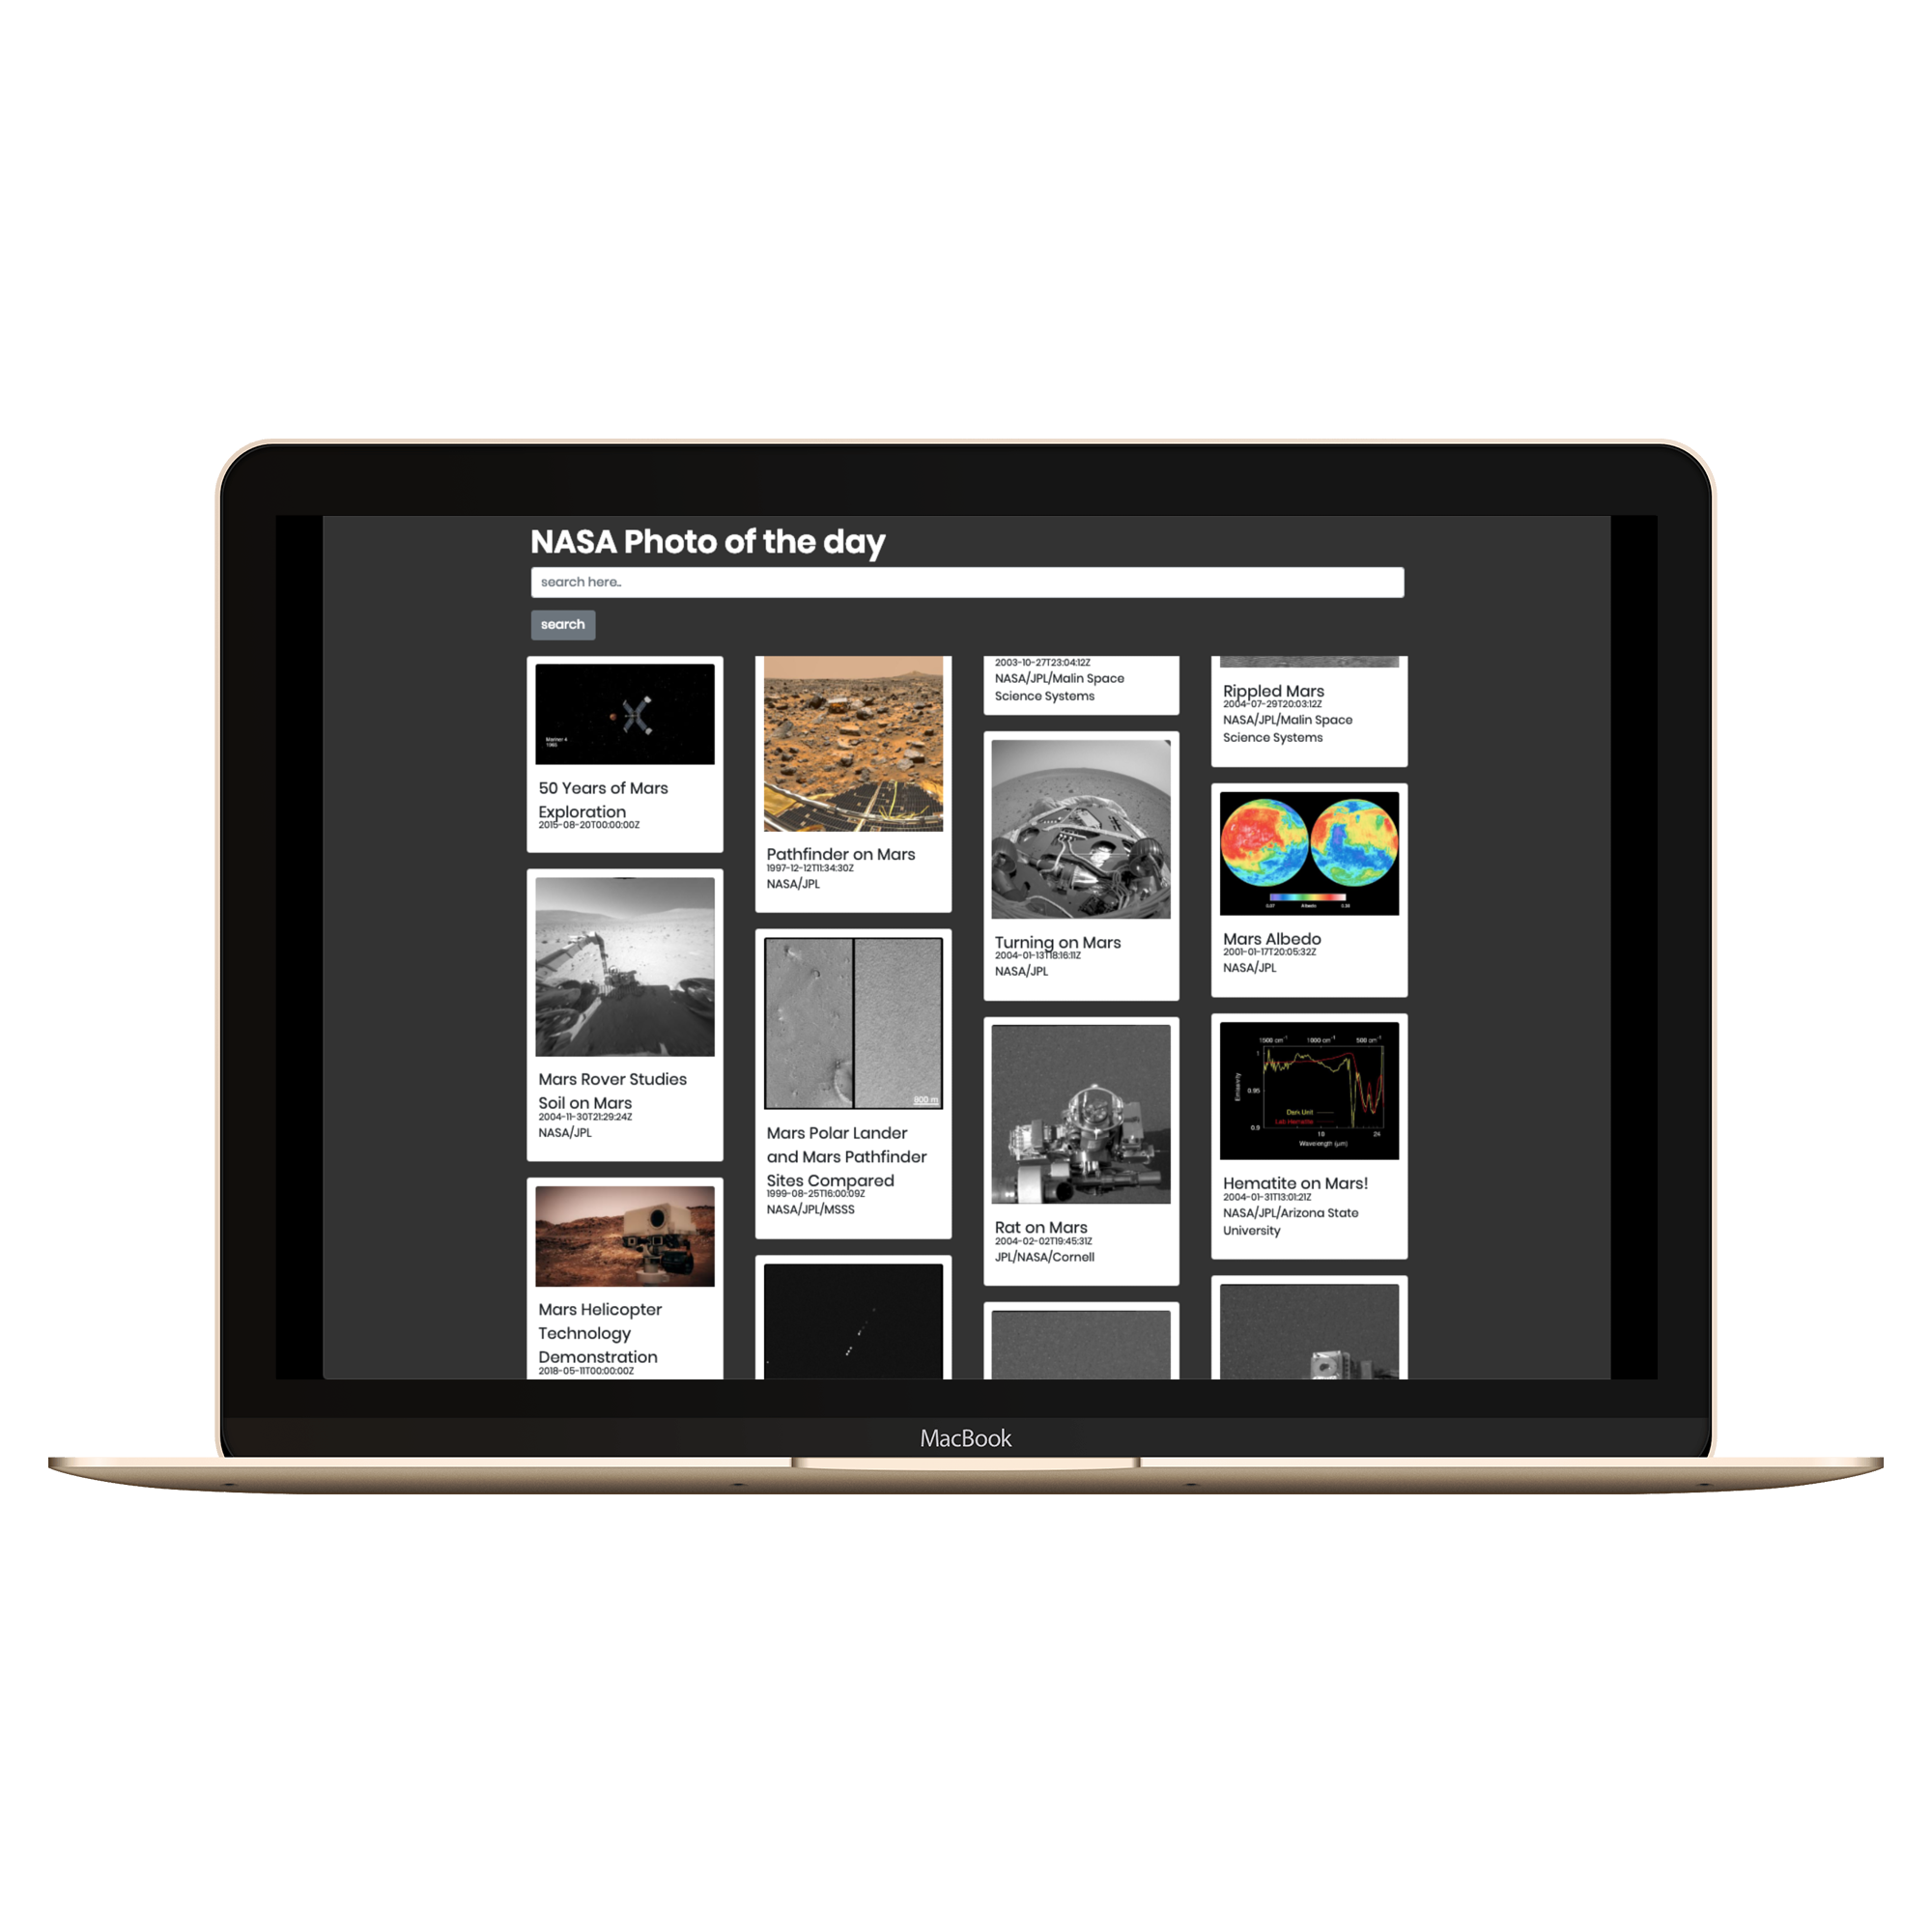 NASA Photo of the day
search here..
search
Mariner 4
1965
50 Years of Mars
Exploration
2015-08-20T00:00:00Z
Mars Rover Studies
Soil on Mars
2004-11-30T21:29:24Z
NASA/JPL
Mars Helicopter
Technology
Demonstration
2018-05-11T00:00:00Z
Pathfinder on Mars
1997-12-12T11:34:30Z
NASA/JPL
800 m
Mars Polar Lander
and Mars Pathfinder
Sites Compared
1999-08-25T16:00:09Z
NASA/JPL/MSSS
2003-10-27T23:04:12Z
NASA/JPL/Malin Space
Science Systems
Turning on Mars
2004-01-13T18:16:11Z
NASA/JPL
Rat on Mars
2004-02-02T19:45:31Z
JPL/NASA/Cornell
Rippled Mars
2004-07-29T20:03:12Z
NASA/JPL/Malin Space
Science Systems
Albedo
Mars Albedo
2001-01-17T20:05:32Z
NASA/JPL
1500 cm⁻¹ 1000 cm⁻¹ 500 cm⁻¹
1
Emissivity
0.95
Dark Unit
Lab Hematite
0.9
18 24
Wavelength (µm)
Hematite on Mars!
2004-01-31T13:01:21Z
NASA/JPL/Arizona State
University
MacBook